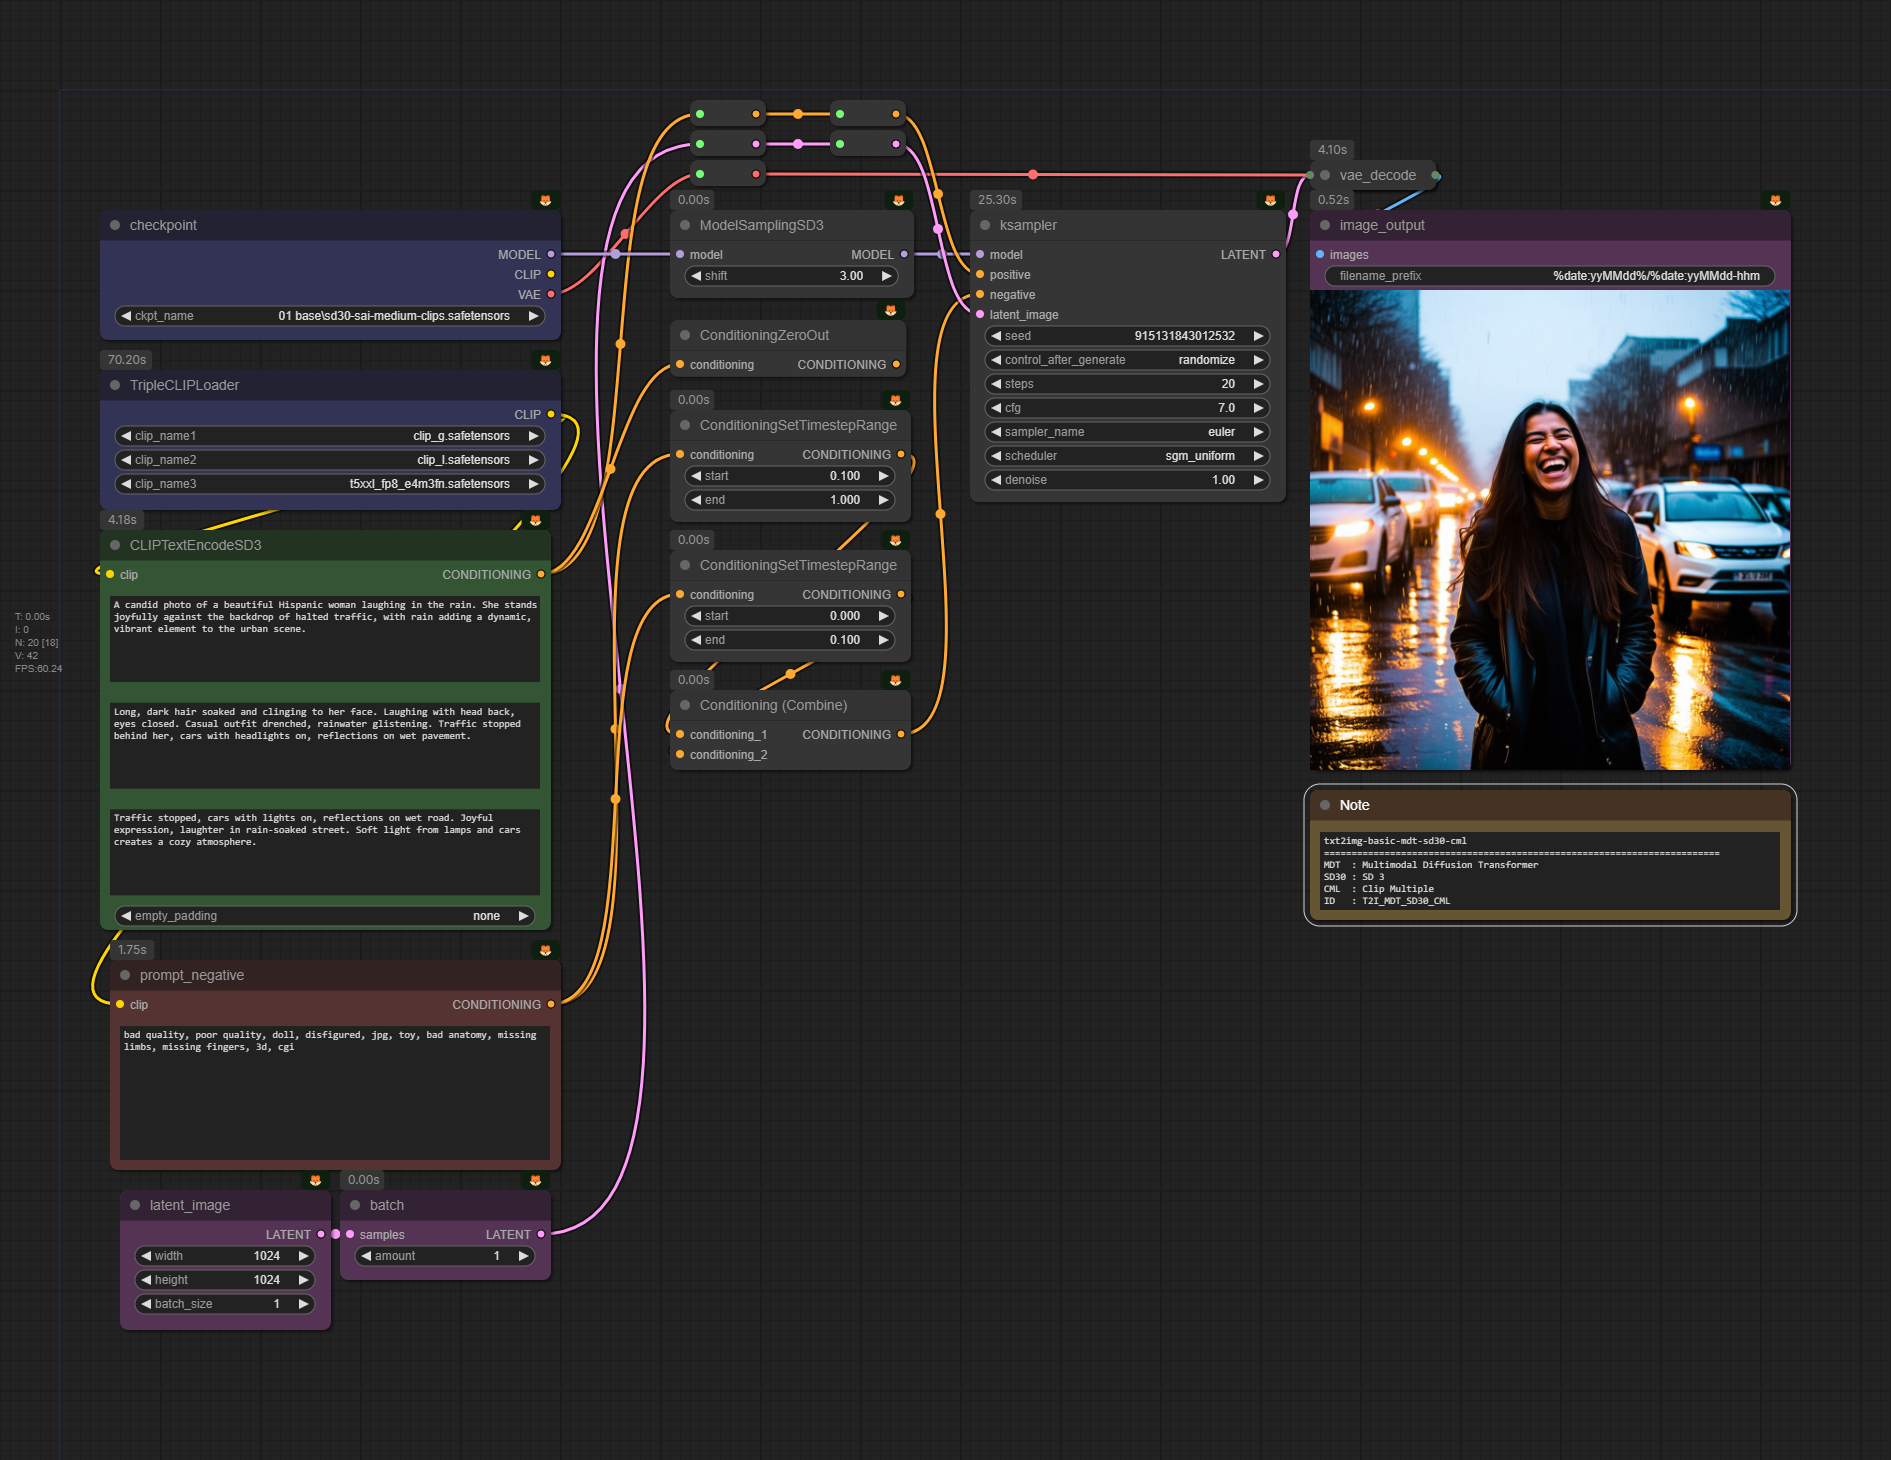 checkpoint
MODEL
CLIP
VAE
ckpt_name 01 base\sd30-sai-medium-clips.safetensors
70.20s
TripleCLIPLoader
CLIP
clip_name1 clip_g.safetensors
clip_name2 clip_l.safetensors
clip_name3 t5xxl_fp8_e4m3fn.safetensors
4.18s
CLIPTextEncodeSD3
clip CONDITIONING
A candid photo of a beautiful Hispanic woman laughing in the rain. She stands
joyfully against the backdrop of halted traffic, with rain adding a dynamic,
vibrant element to the urban scene.
Long, dark hair soaked and clinging to her face. Laughing with head back,
eyes closed. Casual outfit drenched, rainwater glistening. Traffic stopped
behind her, cars with headlights on, reflections on wet pavement.
Traffic stopped, cars with lights on, reflections on wet road. Joyful
expression, laughter in rain-soaked street. Soft light from lamps and cars
creates a cozy atmosphere.
empty_padding none
T: 0.00s
I: 0
N: 20 [18]
V: 42
FPS:60.24
1.75s
prompt_negative
clip CONDITIONING
bad quality, poor quality, doll, disfigured, jpg, toy, bad anatomy, missing
limbs, missing fingers, 3d, cgi
latent_image
LATENT
width 1024
height 1024
batch_size 1
0.00s
batch
samples LATENT
amount 1
0.00s
ModelSamplingSD3
model MODEL
shift 3.00
ConditioningZeroOut
conditioning CONDITIONING
0.00s
ConditioningSetTimestepRange
conditioning CONDITIONING
start 0.100
end 1.000
0.00s
ConditioningSetTimestepRange
conditioning CONDITIONING
start 0.000
end 0.100
0.00s
Conditioning (Combine)
conditioning_1 CONDITIONING
conditioning_2
25.30s
ksampler
model LATENT
positive
negative
latent_image
seed 915131843012532
control_after_generate randomize
steps 20
cfg 7.0
sampler_name euler
scheduler sgm_uniform
denoise 1.00
4.10s
vae_decode
0.52s
image_output
images
filename_prefix %date:yyMMdd%/%date:yyMMdd-hhm
Note
txt2img-basic-mdt-sd30-cml
========================================================================
MDT : Multimodal Diffusion Transformer
SD30 : SD 3
CML : Clip Multiple
ID : T2I_MDT_SD30_CML